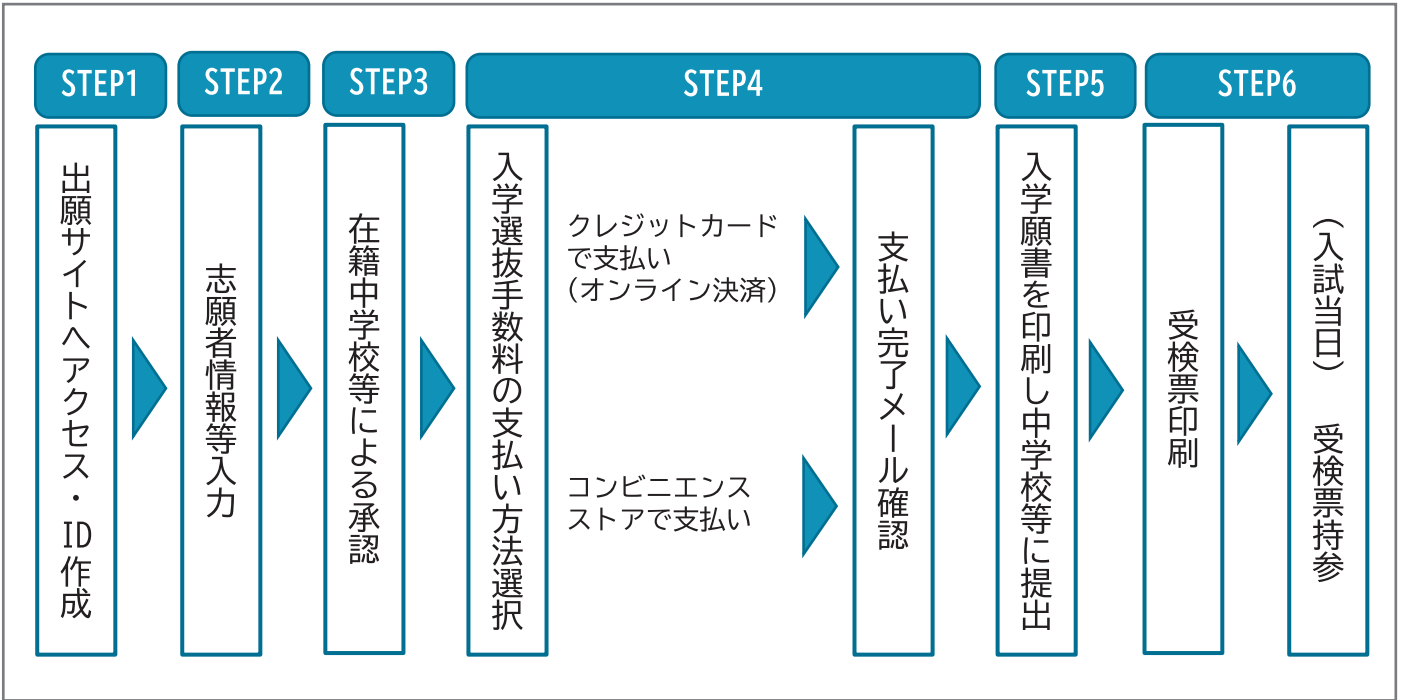 STEP1
出願サイトへアクセス・ID作成
STEP2
志願者情報等入力
STEP3
在籍中学校等による承認
STEP4
入学選抜手数料の支払い方法選択
クレジットカード
で支払い
（オンライン決済）
コンビニエンス
ストアで支払い
支払い完了メール確認
STEP5
入学願書を印刷し中学校等に提出
STEP6
受検票印刷
（入試当日）　受検票持参